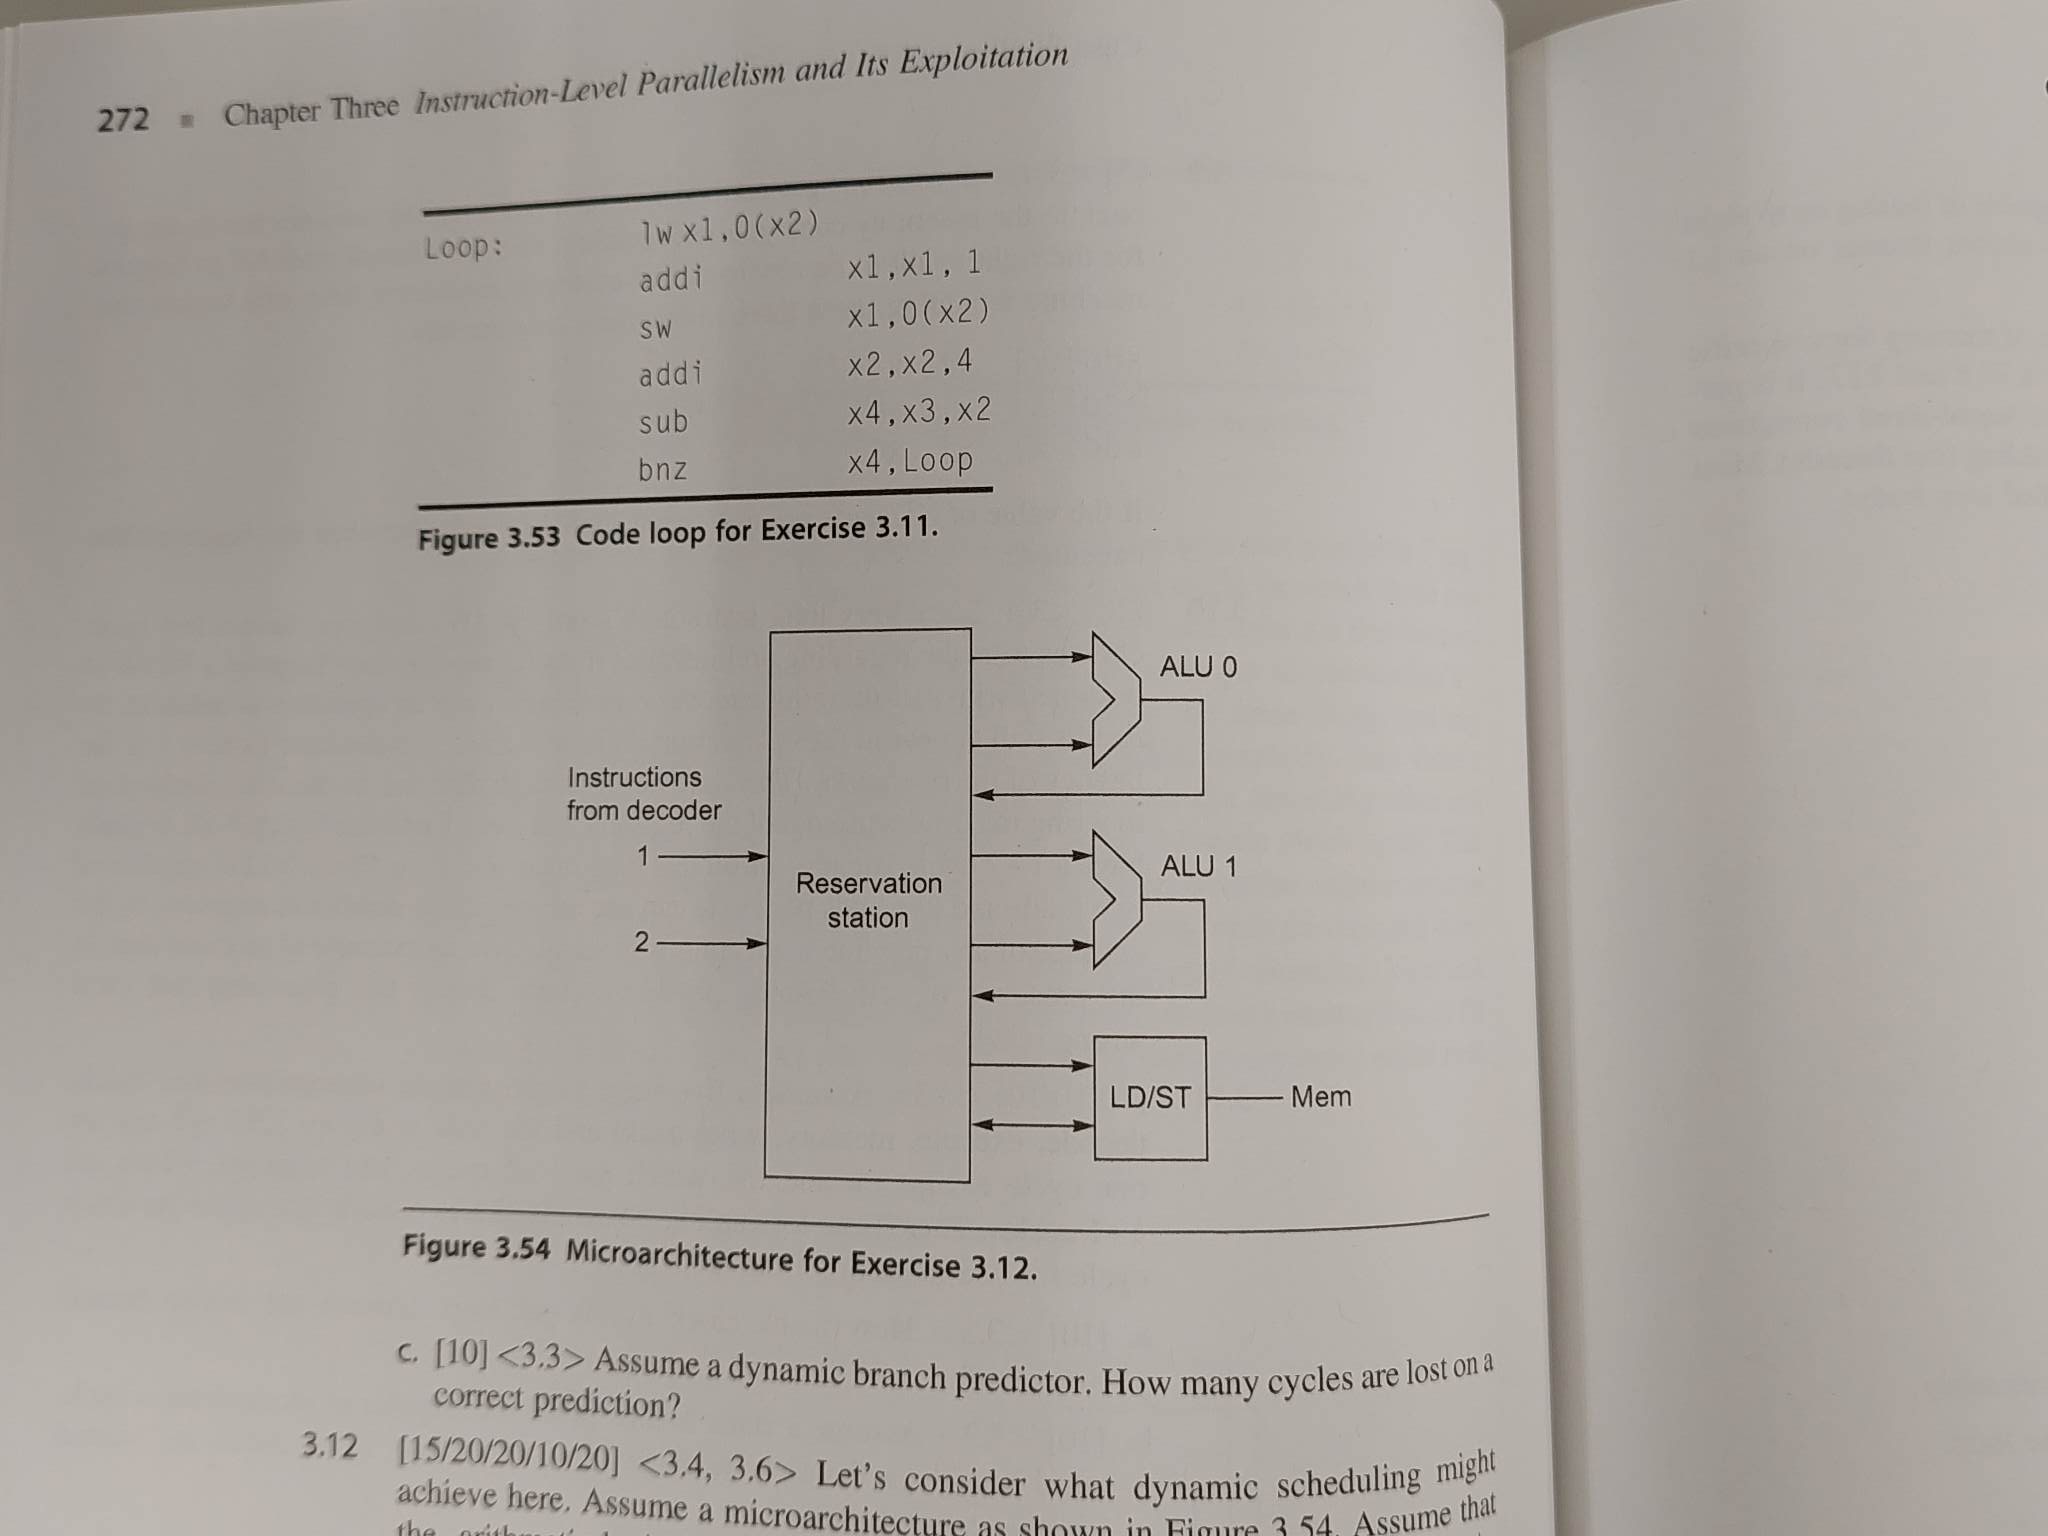 272 ▪ Chapter Three Instruction-Level Parallelism and Its Exploitation
Loop: lw x1,0(x2)
addi x1,x1, 1
sw x1,0(x2)
addi x2,x2,4
sub x4,x3,x2
bnz x4,Loop
Figure 3.53 Code loop for Exercise 3.11.
ALU 0
Instructions
from decoder
1
ALU 1
Reservation
station
2
LD/ST
Mem
Figure 3.54 Microarchitecture for Exercise 3.12.
c. [10] <3.3> Assume a dynamic branch predictor. How many cycles are lost on a
correct prediction?
3.12 [15/20/20/10/20] <3.4, 3.6> Let's consider what dynamic scheduling might
achieve here. Assume a microarchitecture as shown in Figure 3.54. Assume that
the